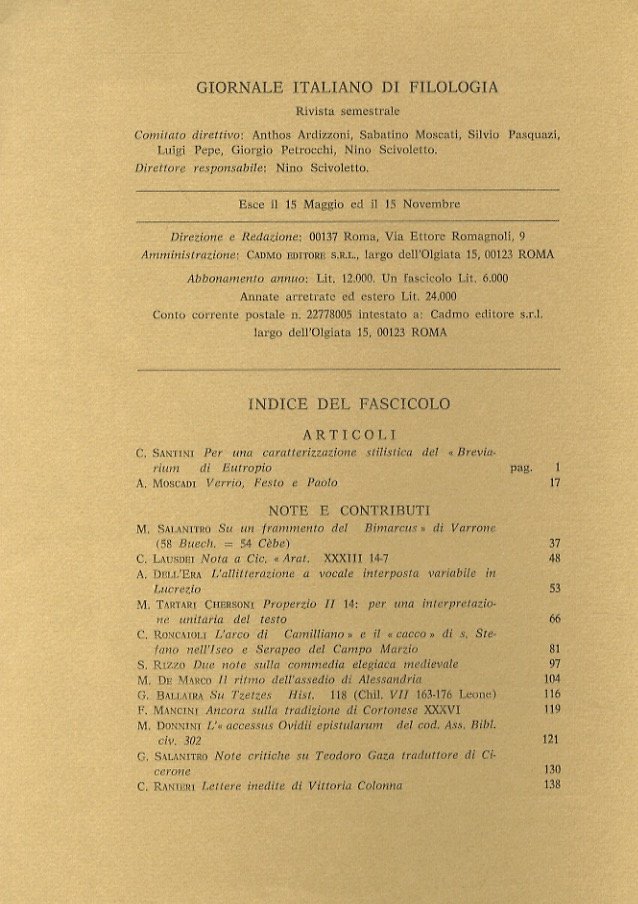 GIORNALE ITALIANO DI FILOLOGIA
Rivista semestrale
Comitato direttivo: Anthos Ardizzoni, Sabatino Moscati, Silvio Pasquazi,
Luigi Pepe, Giorgio Petrocchi, Nino Scivoletto.
Direttore responsabile: Nino Scivoletto.
Esce il 15 Maggio ed il 15 Novembre
Direzione e Redazione: 00137 Roma, Via Ettore Romagnoli, 9
Amministrazione: CADMO EDITORE S.R.L., largo dell'Olgiata 15, 00123 ROMA
Abbonamento annuo: Lit. 12.000. Un fascicolo Lit. 6.000
Annate arretrate ed estero Lit. 24.000
Conto corrente postale n. 22778005 intestato a: Cadmo editore s.r.l.
largo dell'Olgiata 15, 00123 ROMA
INDICE DEL FASCICOLO
ARTICOLI
C. SANTINI Per una caratterizzazione stilistica del « Brevia-
rium di Eutropio pag. 1
A. MOSCADI Verrio, Festo e Paolo 17
NOTE E CONTRIBUTI
M. SALANITRO Su un frammento del Bimarcus » di Varrone
(58 Buech. = 54 Cèbe) 37
C. LAUSDEI Nota a Cic. « Arat. XXXIII 14-7 48
A. DELL'ERA L'allitterazione a vocale interposta variabile in
Lucrezio 53
M. TARTARI CHERSONI Properzio II 14: per una interpretazio-
ne unitaria del testo 66
C. RONCAIOLI L'arco di Camilliano » e il «cacco» di s. Ste-
fano nell'Iseo e Serapeo del Campo Marzio 81
S. RIZZO Due note sulla commedia elegiaca medievale 97
M. DE MARCO Il ritmo dell'assedio di Alessandria 104
G. BALLAIRA Su Tzetzes Hist. 118 (Chil. VII 163-176 Leone) 116
F. MANCINI Ancora sulla tradizione di Cortonese XXXVI 119
M. DONNINI L'« accessus Ovidii epistularum del cod. Ass. Bibl.
civ. 302 121
G. SALANITRO Note critiche su Teodoro Gaza traduttore di Ci-
cerone 130
C. RANIERI Lettere inedite di Vittoria Colonna 138